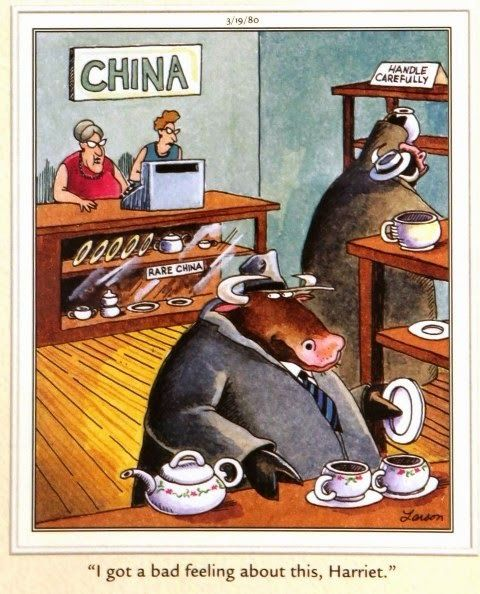 3/19/80
CHINA
HANDLE
CAREFULLY
RARE CHINA
Larson
"I got a bad feeling about this, Harriet."